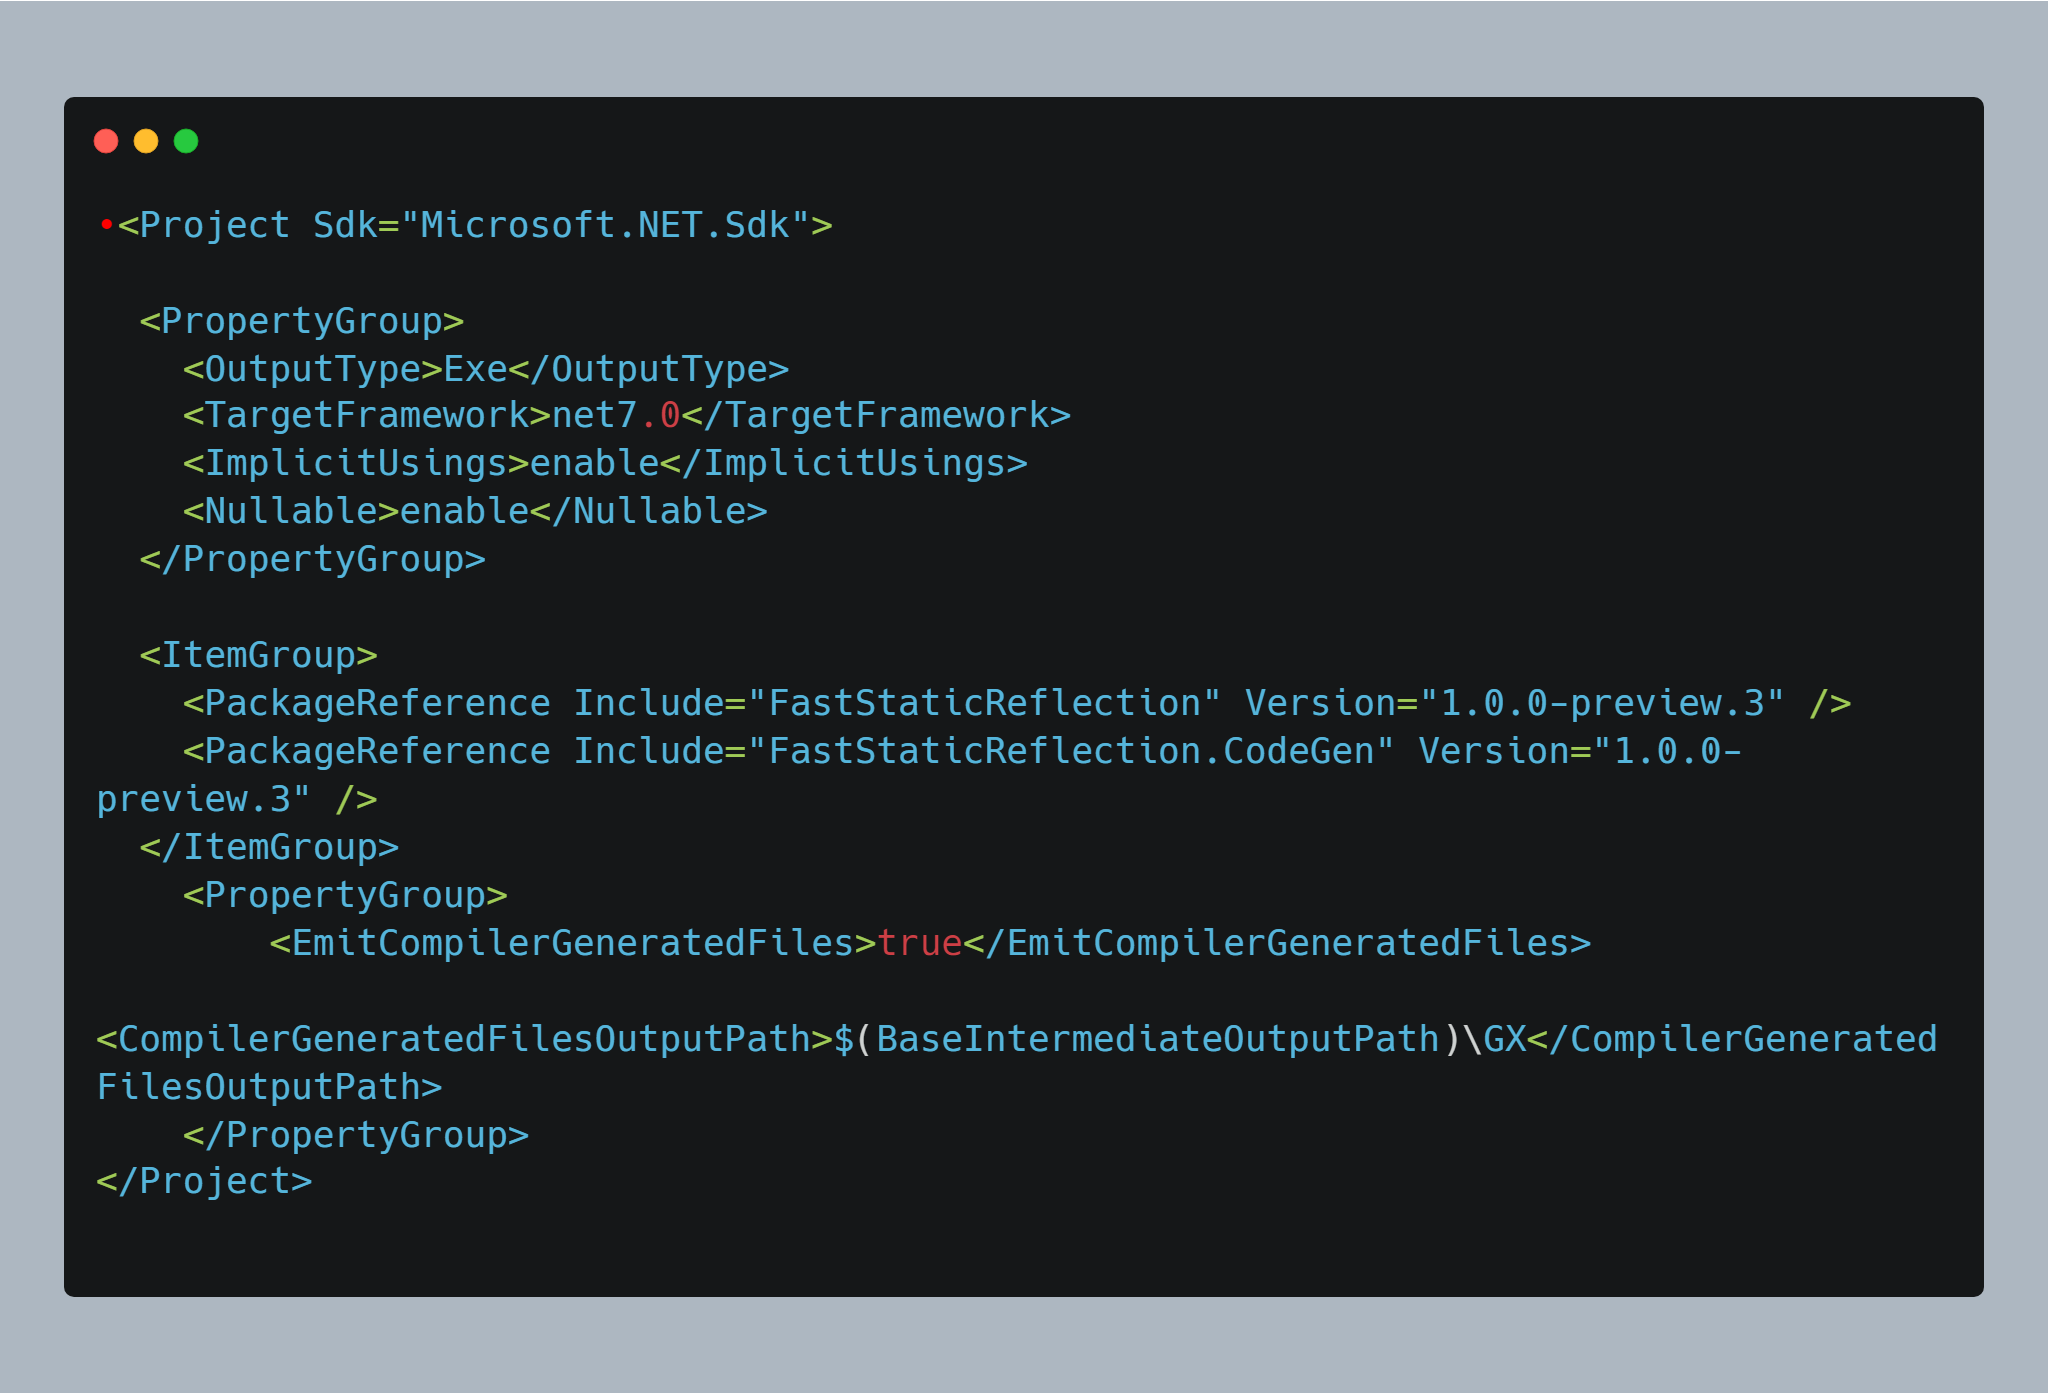 •<Project Sdk="Microsoft.NET.Sdk">
<PropertyGroup>
<OutputType>Exe</OutputType>
<TargetFramework>net7.0</TargetFramework>
<ImplicitUsings>enable</ImplicitUsings>
<Nullable>enable</Nullable>
</PropertyGroup>
<ItemGroup>
<PackageReference Include="FastStaticReflection" Version="1.0.0-preview.3" />
<PackageReference Include="FastStaticReflection.CodeGen" Version="1.0.0-
preview.3" />
</ItemGroup>
<PropertyGroup>
<EmitCompilerGeneratedFiles>true</EmitCompilerGeneratedFiles>
<CompilerGeneratedFilesOutputPath>$(BaseIntermediateOutputPath)\GX</CompilerGenerated
FilesOutputPath>
</PropertyGroup>
</Project>